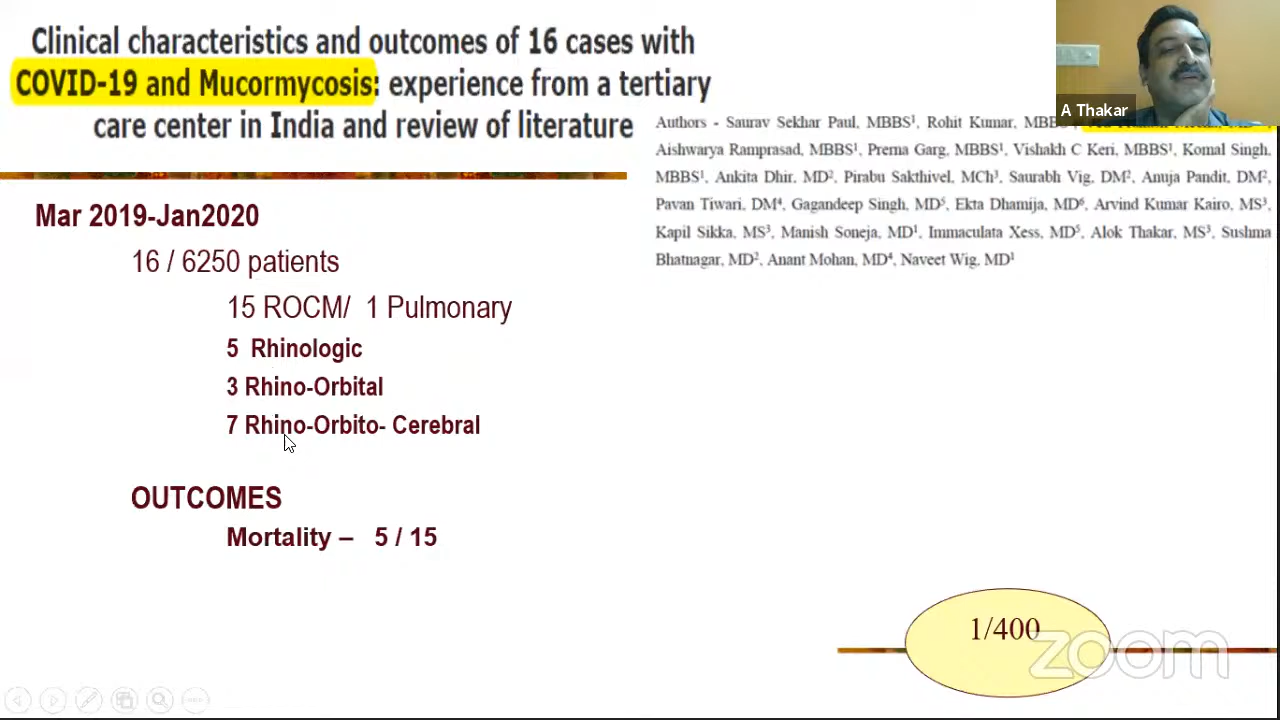 Clinical characteristics and outcomes of 16 cases with
COVID-19 and Mucormycosis: experience from a tertiary
care center in India and review of literature
A Thakar
Authors - Saurav Sekhar Paul, MBBS¹, Rohit Kumar,
Aishwarya Ramprasad, MBBS¹, Prerna Garg, MBBS¹, Vishakh C Keri, MBBS¹, Komal Singh,
MBBS¹, Ankita Dhir, MD², Pirabu Sakthivel, MCh³, Saurabh Vig, DM², Anuja Pandit, DM²,
Pavan Tiwari, DM⁴, Gagandeep Singh, MD⁵, Ekta Dhamija, MD⁶, Arvind Kumar Kairo, MS³,
Kapil Sikka, MS³, Manish Soneja, MD¹, Immaculata Xess, MD⁵, Alok Thakar, MS³, Sushma
Bhatnagar, MD², Anant Mohan, MD⁴, Naveet Wig, MD¹
Mar 2019-Jan2020
16 / 6250 patients
15 ROCM/ 1 Pulmonary
5 Rhinologic
3 Rhino-Orbital
7 Rhino-Orbito- Cerebral
OUTCOMES
Mortality – 5 / 15
1/400
zoom